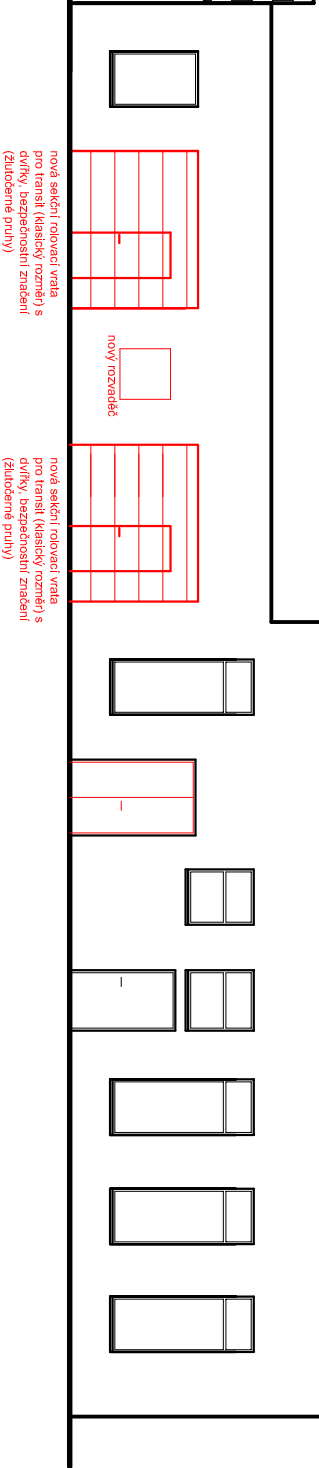 nová sekční rolovací vrata
pro transit (klasický rozměr) s
dvířky, bezpečnostní značení
(žlutočerné pruhy)
nový rozvaděč
nová sekční rolovací vrata
pro transit (klasický rozměr) s
dvířky, bezpečnostní značení
(žlutočerné pruhy)